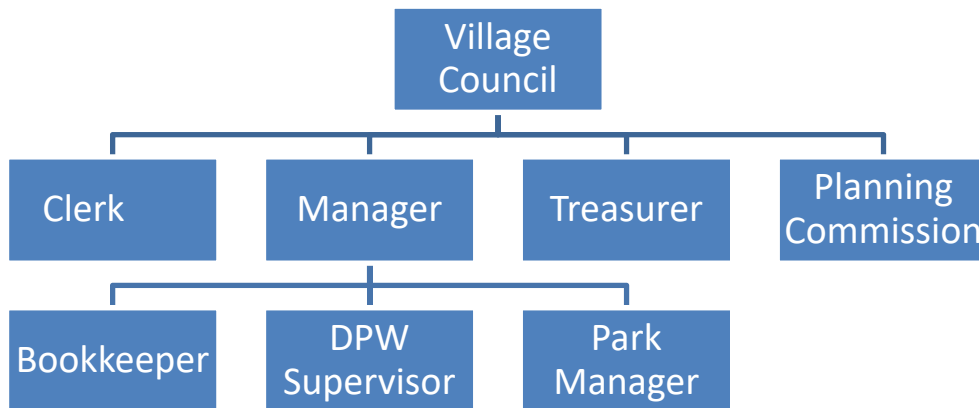 Village
Council
Clerk
Manager
Treasurer
Planning
Commission
Bookkeeper
DPW
Supervisor
Park
Manager